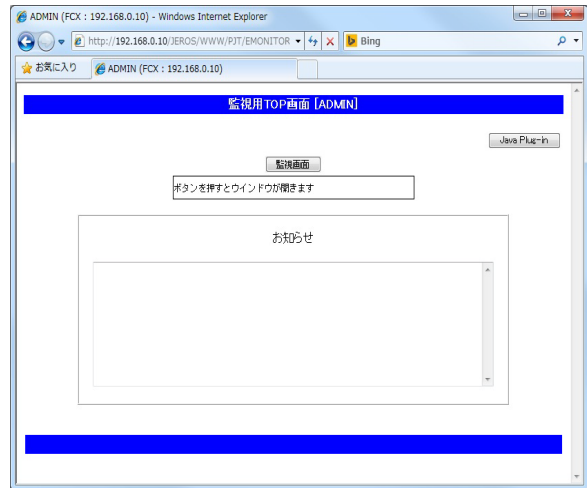 ADMIN (FCX : 192.168.0.10) - Windows Internet Explorer
http://192.168.0.10/JEROS/WWW/PJT/EMONITOR
Bing
お気に入り
ADMIN (FCX : 192.168.0.10)
監視用TOP画面 [ADMIN]
Java Plug-in
監視画面
ボタンを押すとウインドウが開きます
お知らせ